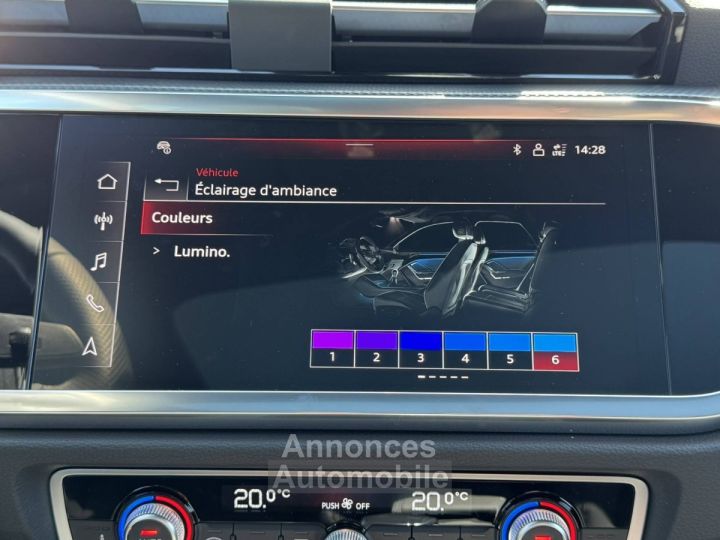 LTE 14:28
Véhicule
Éclairage d'ambiance
Couleurs
> Lumino.
1 2 3 4 5 6
Annonces
Automobile
20.0°C PUSH OFF 20.0°C